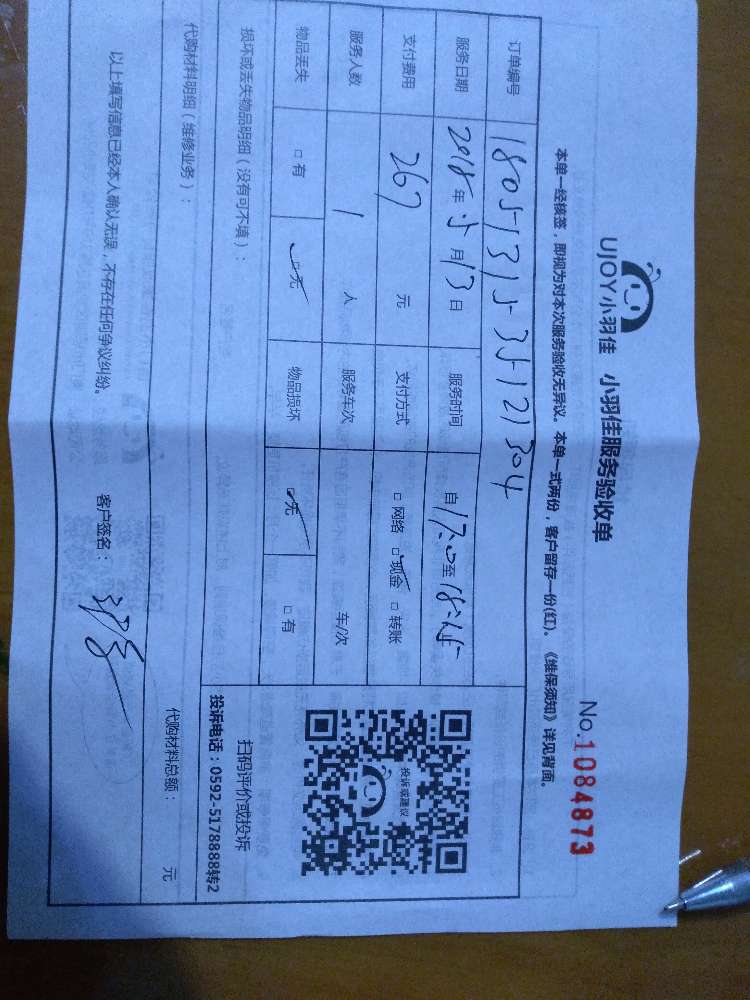 UJOY小羽佳 小羽佳服务验收单
No.1084873
本单一经核签，即视为对本次服务验收无异议。本单一式两份，客户留存一份(红)。《维保须知》详见背面。
订单编号 1805131535121304
服务日期 2018年5月13日 服务时间 自17:0至18:25
支付费用 267 元 支付方式 □网络 □现金 □转账
服务人数 1 人 服务车次 车/次
物品丢失 □有 □无 物品损坏 □无 □有
损坏或丢失物品明细（没有可不填）：
投诉或建议
扫码评价或投诉
投诉电话：0592-5178888转2
代购材料明细（维修业务）： 代购材料总额： 元
以上填写信息已经本人确认无误，不存在任何争议纠纷。 客户签名：